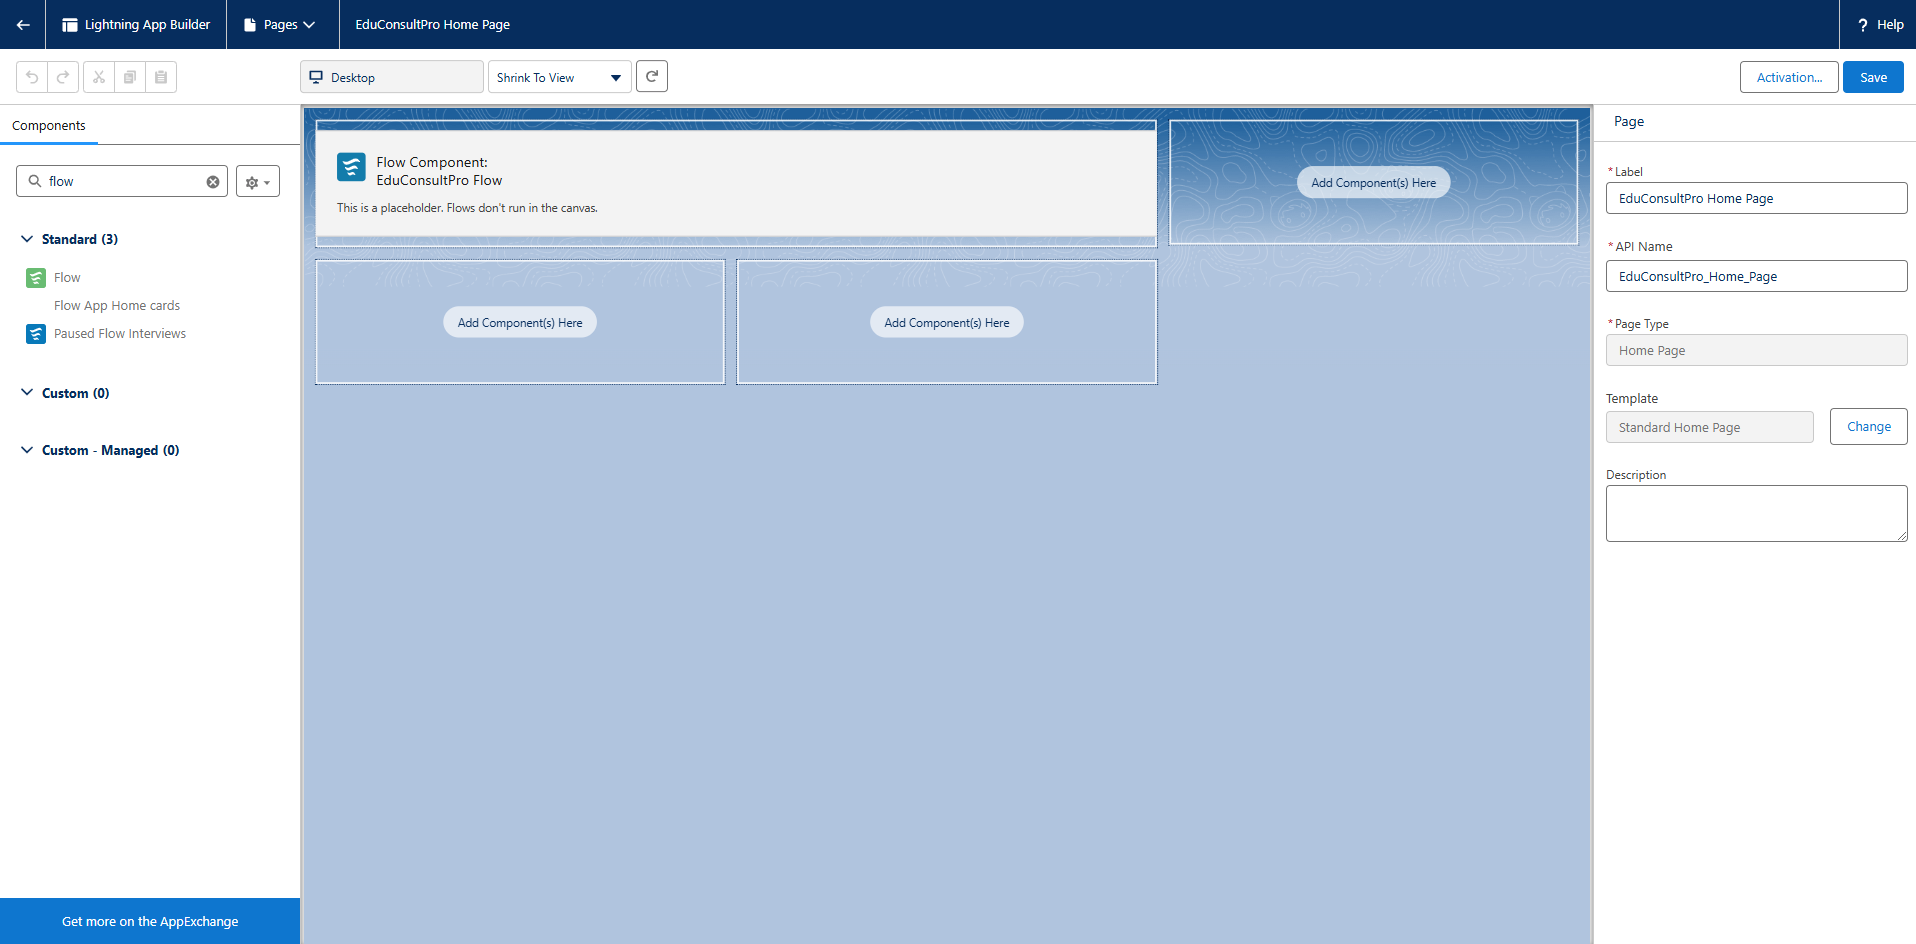 Lightning App Builder
Pages
EduConsultPro Home Page
? Help
Desktop
Shrink To View
Activation...
Save
Components
flow
Standard (3)
Flow
Flow App Home cards
Paused Flow Interviews
Custom (0)
Custom - Managed (0)
Get more on the AppExchange
Flow Component:
EduConsultPro Flow
This is a placeholder. Flows don't run in the canvas.
Add Component(s) Here
Add Component(s) Here
Add Component(s) Here
Page
*Label
EduConsultPro Home Page
*API Name
EduConsultPro_Home_Page
*Page Type
Home Page
Template
Standard Home Page
Change
Description